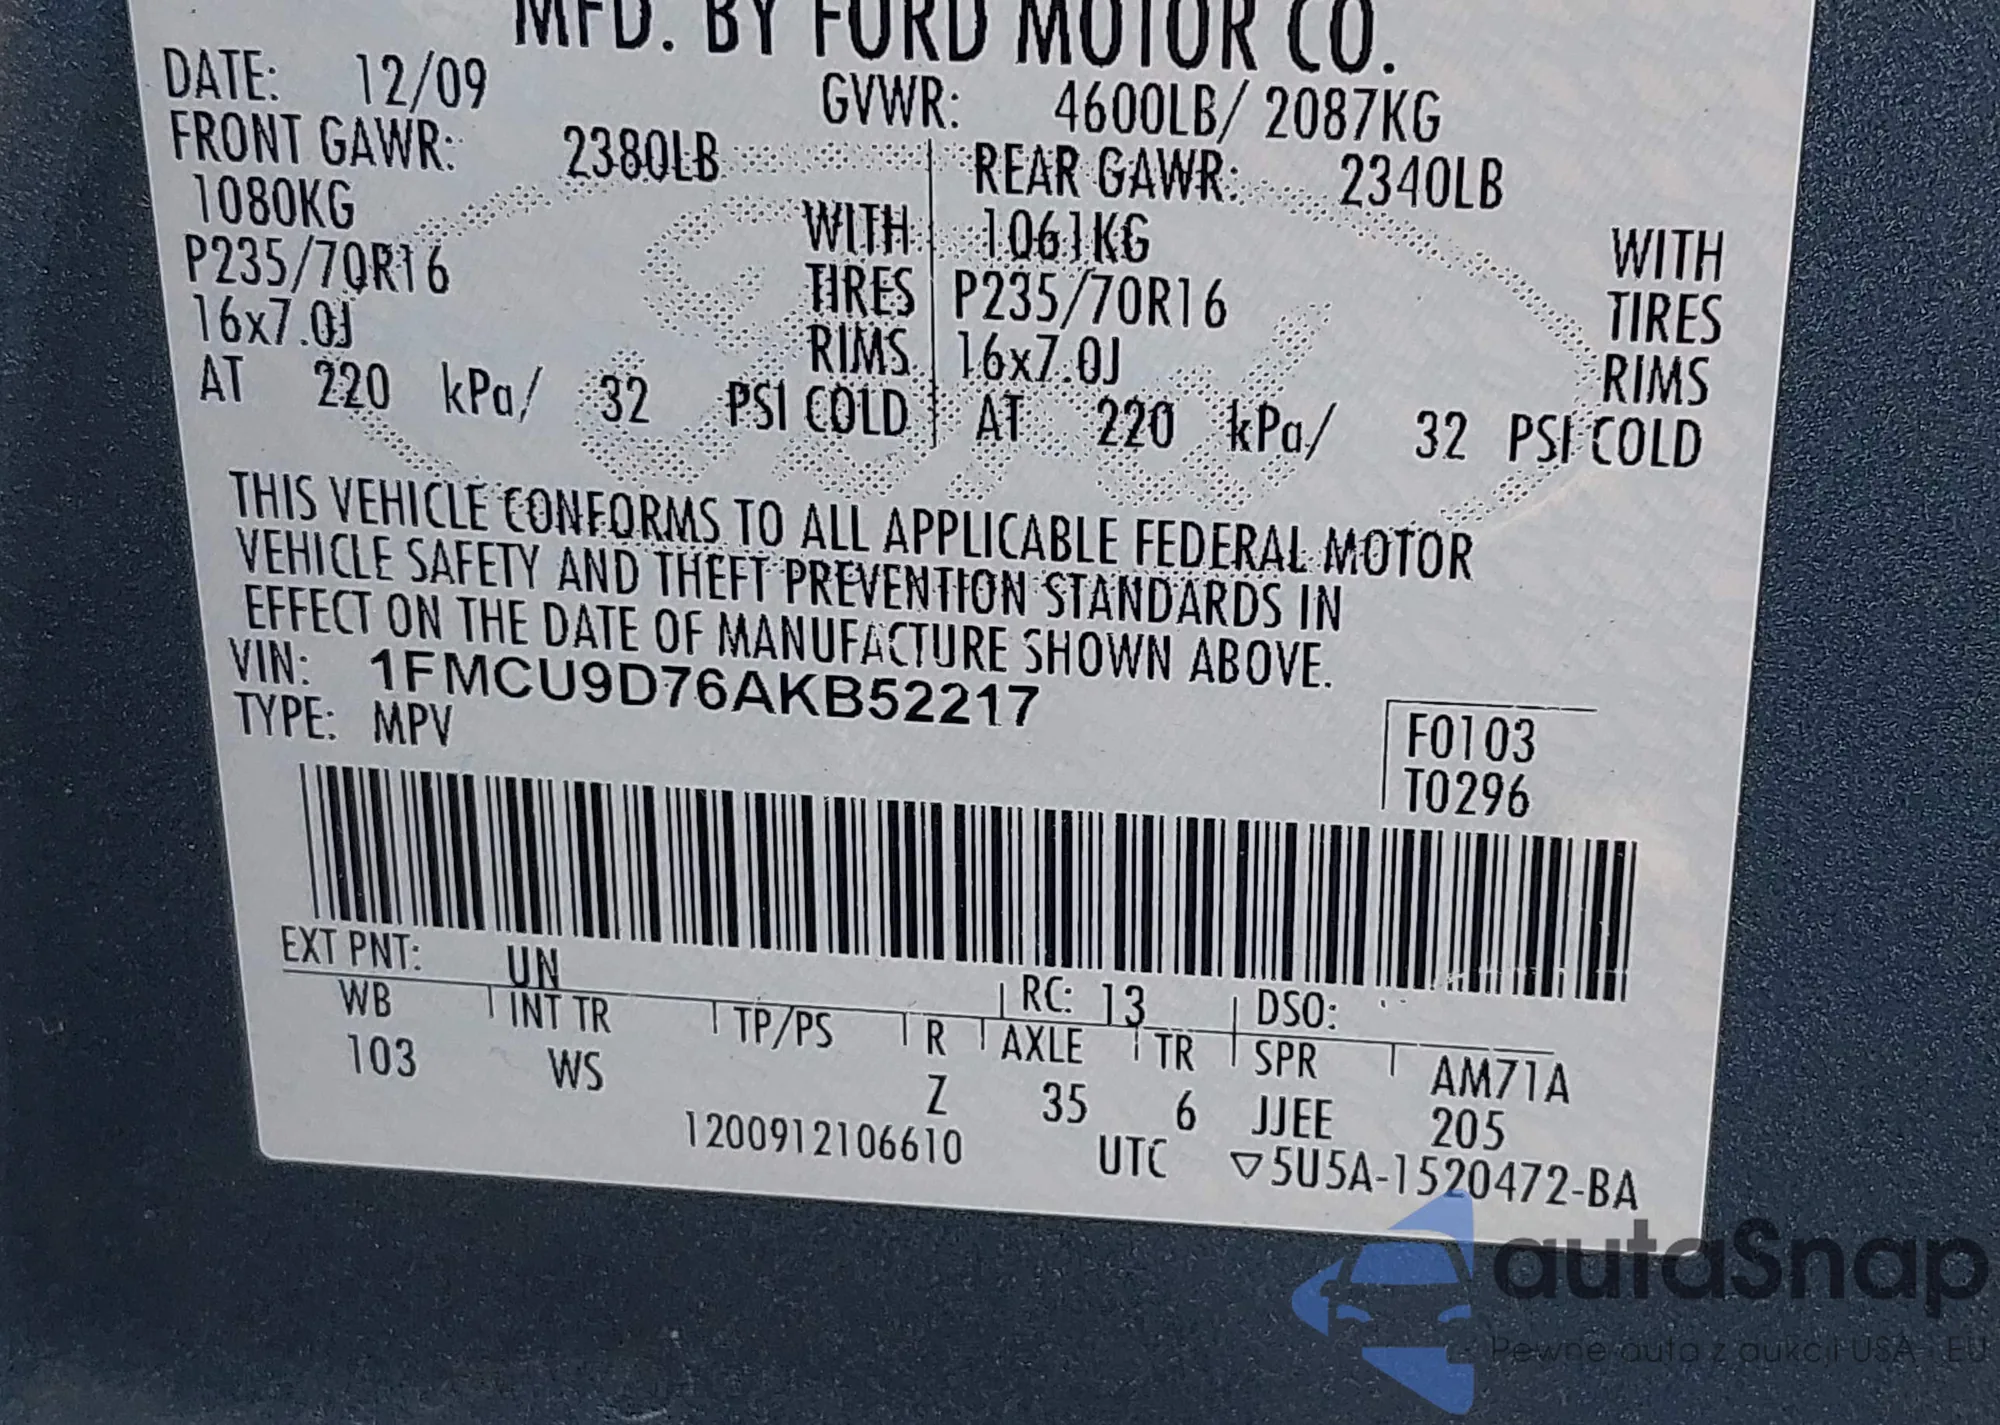 MFD. BY FORD MOTOR CO.
DATE: 12/09 GVWR: 4600LB/ 2087KG
FRONT GAWR: 2380LB REAR GAWR: 2340LB
1080KG WITH 1061KG WITH
P235/70R16 TIRES P235/70R16 TIRES
16x7.0J RIMS 16x7.0J RIMS
AT 220 kPa/ 32 PSI COLD AT 220 kPa/ 32 PSI COLD
THIS VEHICLE CONFORMS TO ALL APPLICABLE FEDERAL MOTOR
VEHICLE SAFETY AND THEFT PREVENTION STANDARDS IN
EFFECT ON THE DATE OF MANUFACTURE SHOWN ABOVE.
VIN: 1FMCU9D76AKB52217
TYPE: MPV
F0103
T0296
EXT PNT: UN RC: 13 DSO:
WB INT TR TP/PS R AXLE TR SPR AM71A
103 WS Z 35 6 JJEE 205
1200912106610 UTC ▽5U5A-1520472-BA
autaSnap
Pewne auta z aukcji USA i EU